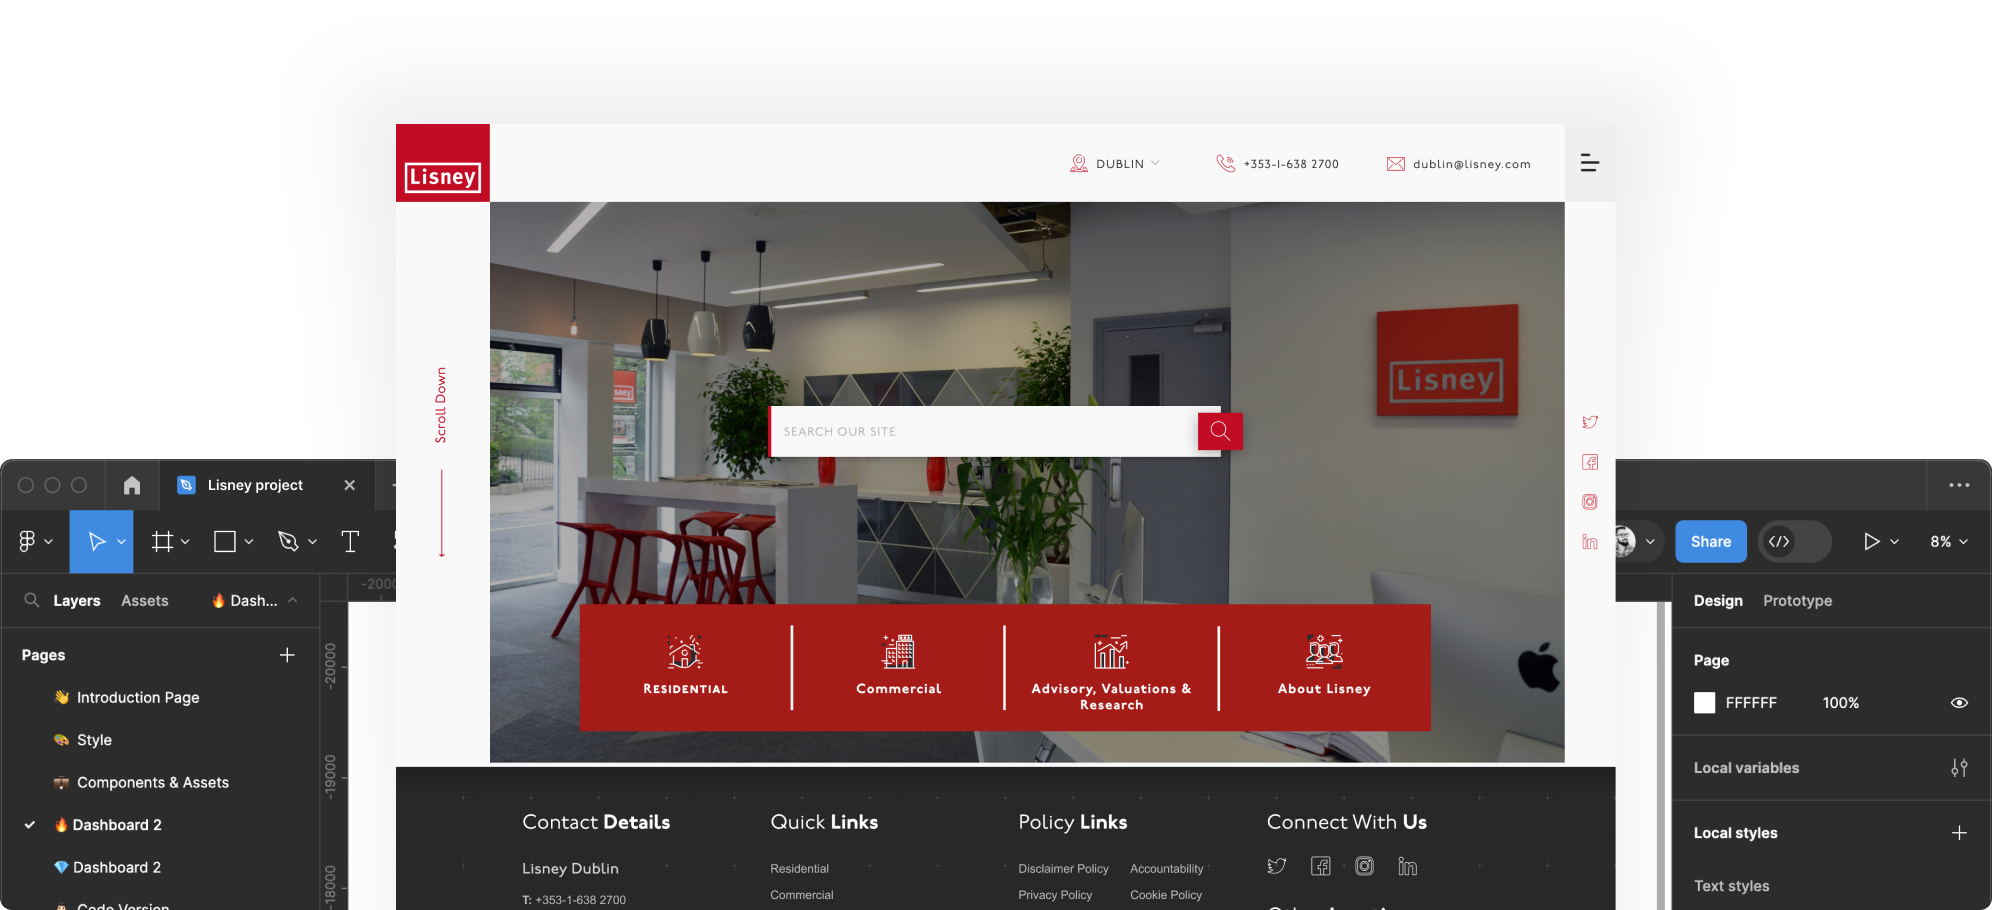 Lisney
DUBLIN
+353-1-638 2700
dublin@lisney.com
Scroll Down
Lisney
Lisney
SEARCH OUR SITE
RESIDENTIAL
Commercial
Advisory, Valuations &
Research
About Lisney
Contact Details
Quick Links
Policy Links
Connect With Us
Lisney Dublin
Residential
Disclaimer Policy
Accountability
T: +353-1-638 2700
Commercial
Privacy Policy
Cookie Policy
Lisney project
Layers
Assets
Dash...
-2000
Pages
Introduction Page
Style
Components & Assets
Dashboard 2
Dashboard 2
Code Version
-20000
-19000
-18000
Share
</>
8%
Design
Prototype
Page
FFFFFF
100%
Local variables
Local styles
Text styles